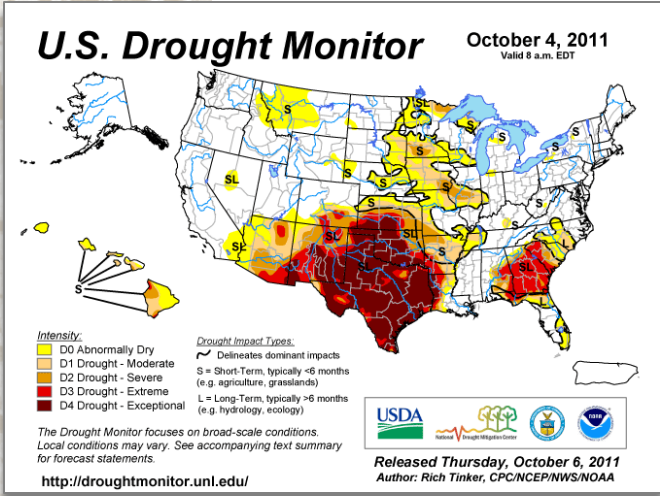 U.S. Drought Monitor
October 4, 2011
Valid 8 a.m. EDT
S
SL
S
S
S
S
S
SL
S
S
S
S
S
S
SL
SL
SL
SL
S
L
SL
L
S
Intensity:
D0 Abnormally Dry
D1 Drought - Moderate
D2 Drought - Severe
D3 Drought - Extreme
D4 Drought - Exceptional
Drought Impact Types:
Delineates dominant impacts
S = Short-Term, typically <6 months
(e.g. agriculture, grasslands)
L = Long-Term, typically >6 months
(e.g. hydrology, ecology)
The Drought Monitor focuses on broad-scale conditions.
Local conditions may vary. See accompanying text summary
for forecast statements.
http://droughtmonitor.unl.edu/
USDA
National Drought Mitigation Center
NOAA
Released Thursday, October 6, 2011
Author: Rich Tinker, CPC/NCEP/NWS/NOAA